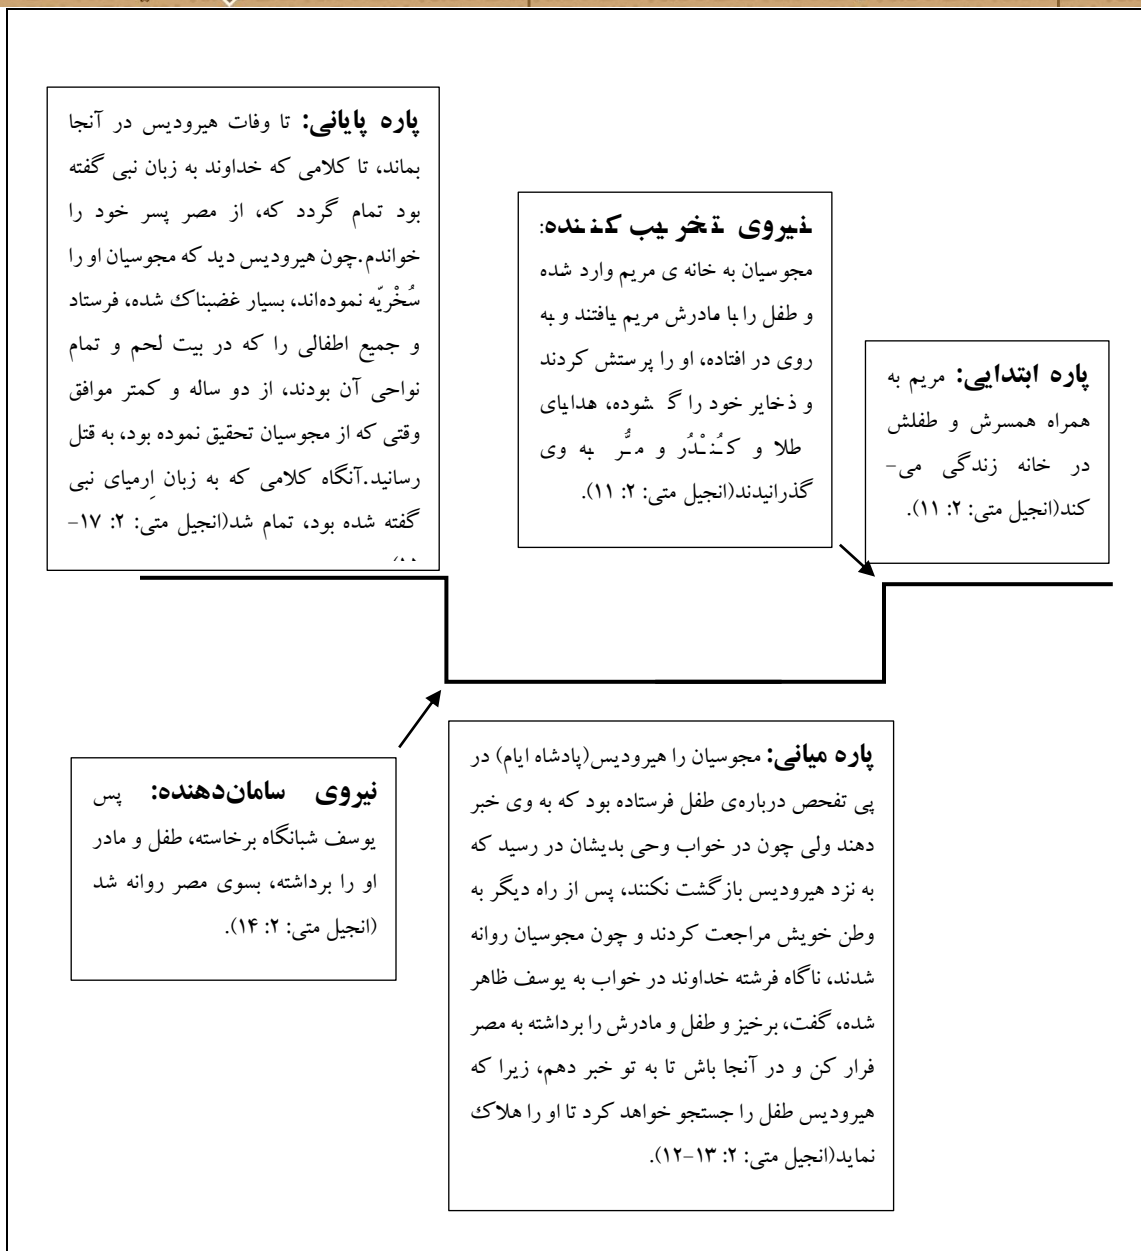 پاره ابتدایی: مریم به
همراه همسرش و طفلش
در خانه زندگی می-
کند(انجیل متی: ۲: ۱۱).
نیروی تخریب کننده:
مجوسیان به خانه ی مریم وارد شده
و طفل را با مادرش مریم یافتند و به
روی در افتاده، او را پرستش کردند
و ذخایر خود را گشوده، هدایای
طلا و کُنْدُر و مُر به وی
گذرانیدند(انجیل متی: ۲: ۱۱).
پاره میانی: مجوسیان را هیرودیس(پادشاه ایام) در
پی تفحص درباره‌ی طفل فرستاده بود که به وی خبر
دهند ولی چون در خواب وحی بدیشان در رسید که
به نزد هیرودیس بازگشت نکنند، پس از راه دیگر به
وطن خویش مراجعت کردند و چون مجوسیان روانه
شدند، ناگاه فرشته خداوند در خواب به یوسف ظاهر
شده، گفت، برخیز و طفل و مادرش را برداشته به مصر
فرار کن و در آنجا باش تا به تو خبر دهم، زیرا که
هیرودیس طفل را جستجو خواهد کرد تا او را هلاک
نماید(انجیل متی: ۲: ۱۳-۱۲).
نیروی سامان‌دهنده: پس
یوسف شبانگاه برخاسته، طفل و مادر
او را برداشته، بسوی مصر روانه شد
(انجیل متی: ۲: ۱۴).
پاره پایانی: تا وفات هیرودیس در آنجا
بماند، تا کلامی که خداوند به زبان نبی گفته
بود تمام گردد که، از مصر پسر خود را
خواندم.چون هیرودیس دید که مجوسیان او را
سُخْریّه نموده‌اند، بسیار غضبناک شده، فرستاد
و جمیع اطفالی را که در بیت لحم و تمام
نواحی آن بودند، از دو ساله و کمتر موافق
وقتی که از مجوسیان تحقیق نموده بود، به قتل
رسانید.آنگاه کلامی که به زبان اِرمیای نبی
گفته شده بود، تمام شد(انجیل متی: ۲: ۱۷-